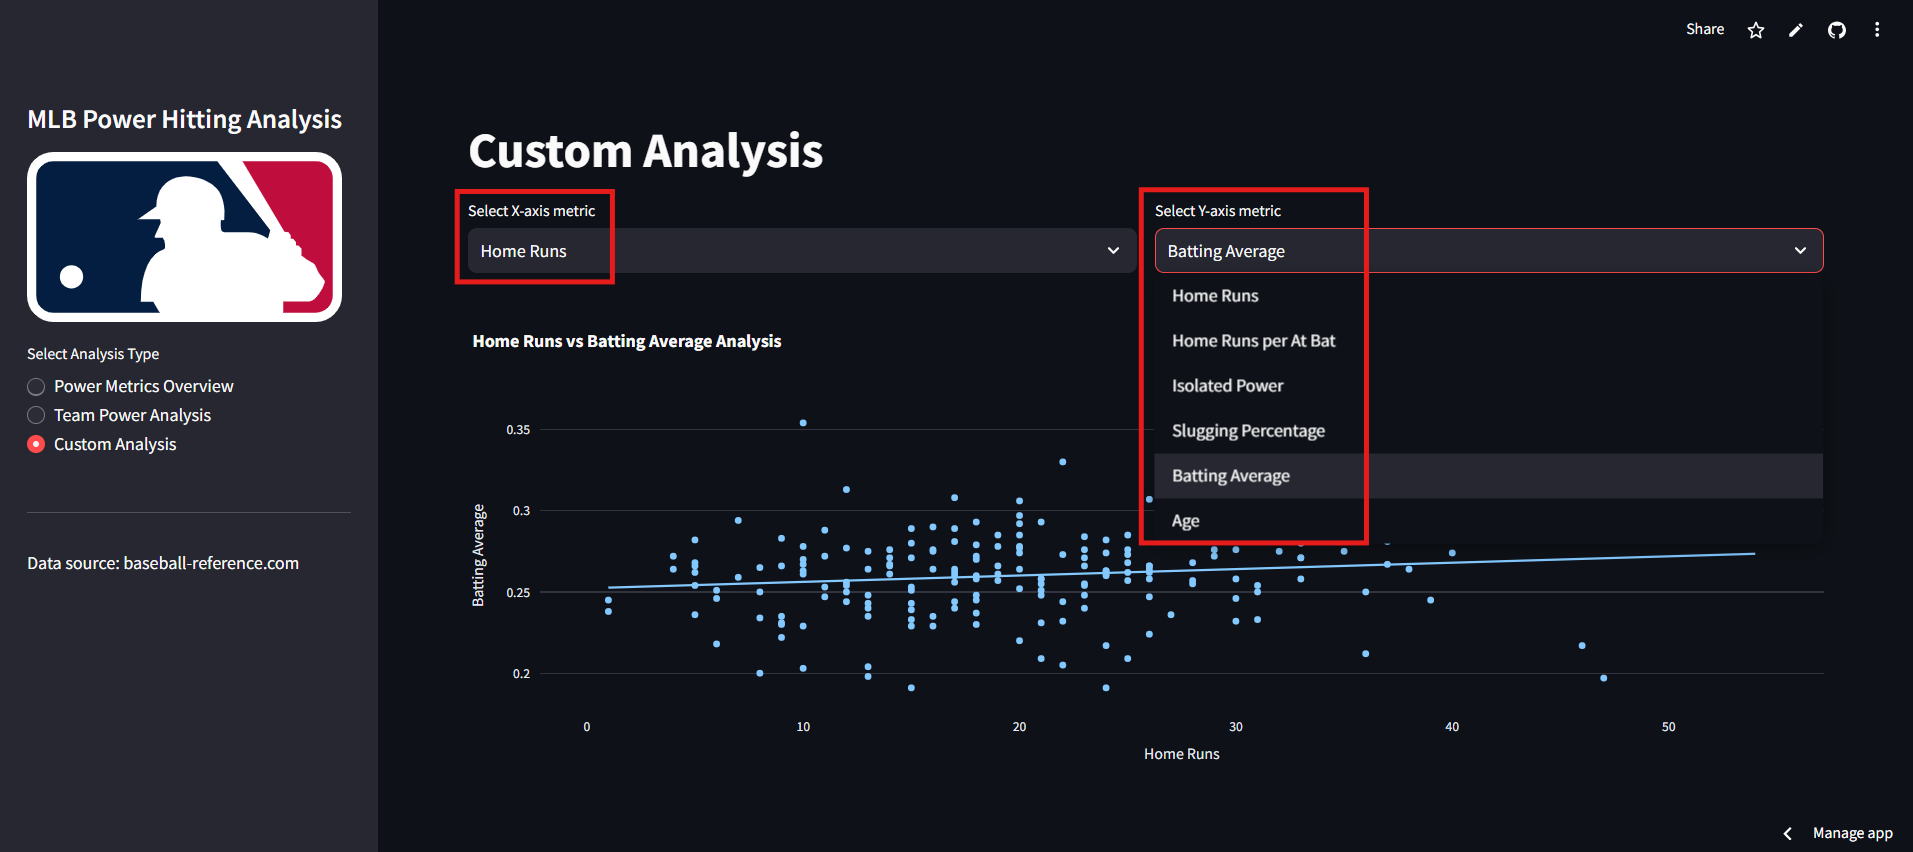 Share
MLB Power Hitting Analysis
Select Analysis Type
Power Metrics Overview
Team Power Analysis
Custom Analysis
Data source: baseball-reference.com
Custom Analysis
Select X-axis metric
Home Runs
Select Y-axis metric
Batting Average
Home Runs
Home Runs per At Bat
Isolated Power
Slugging Percentage
Batting Average
Age
Home Runs vs Batting Average Analysis
Batting Average
0.35
0.3
0.25
0.2
0
10
20
30
40
50
Home Runs
Manage app